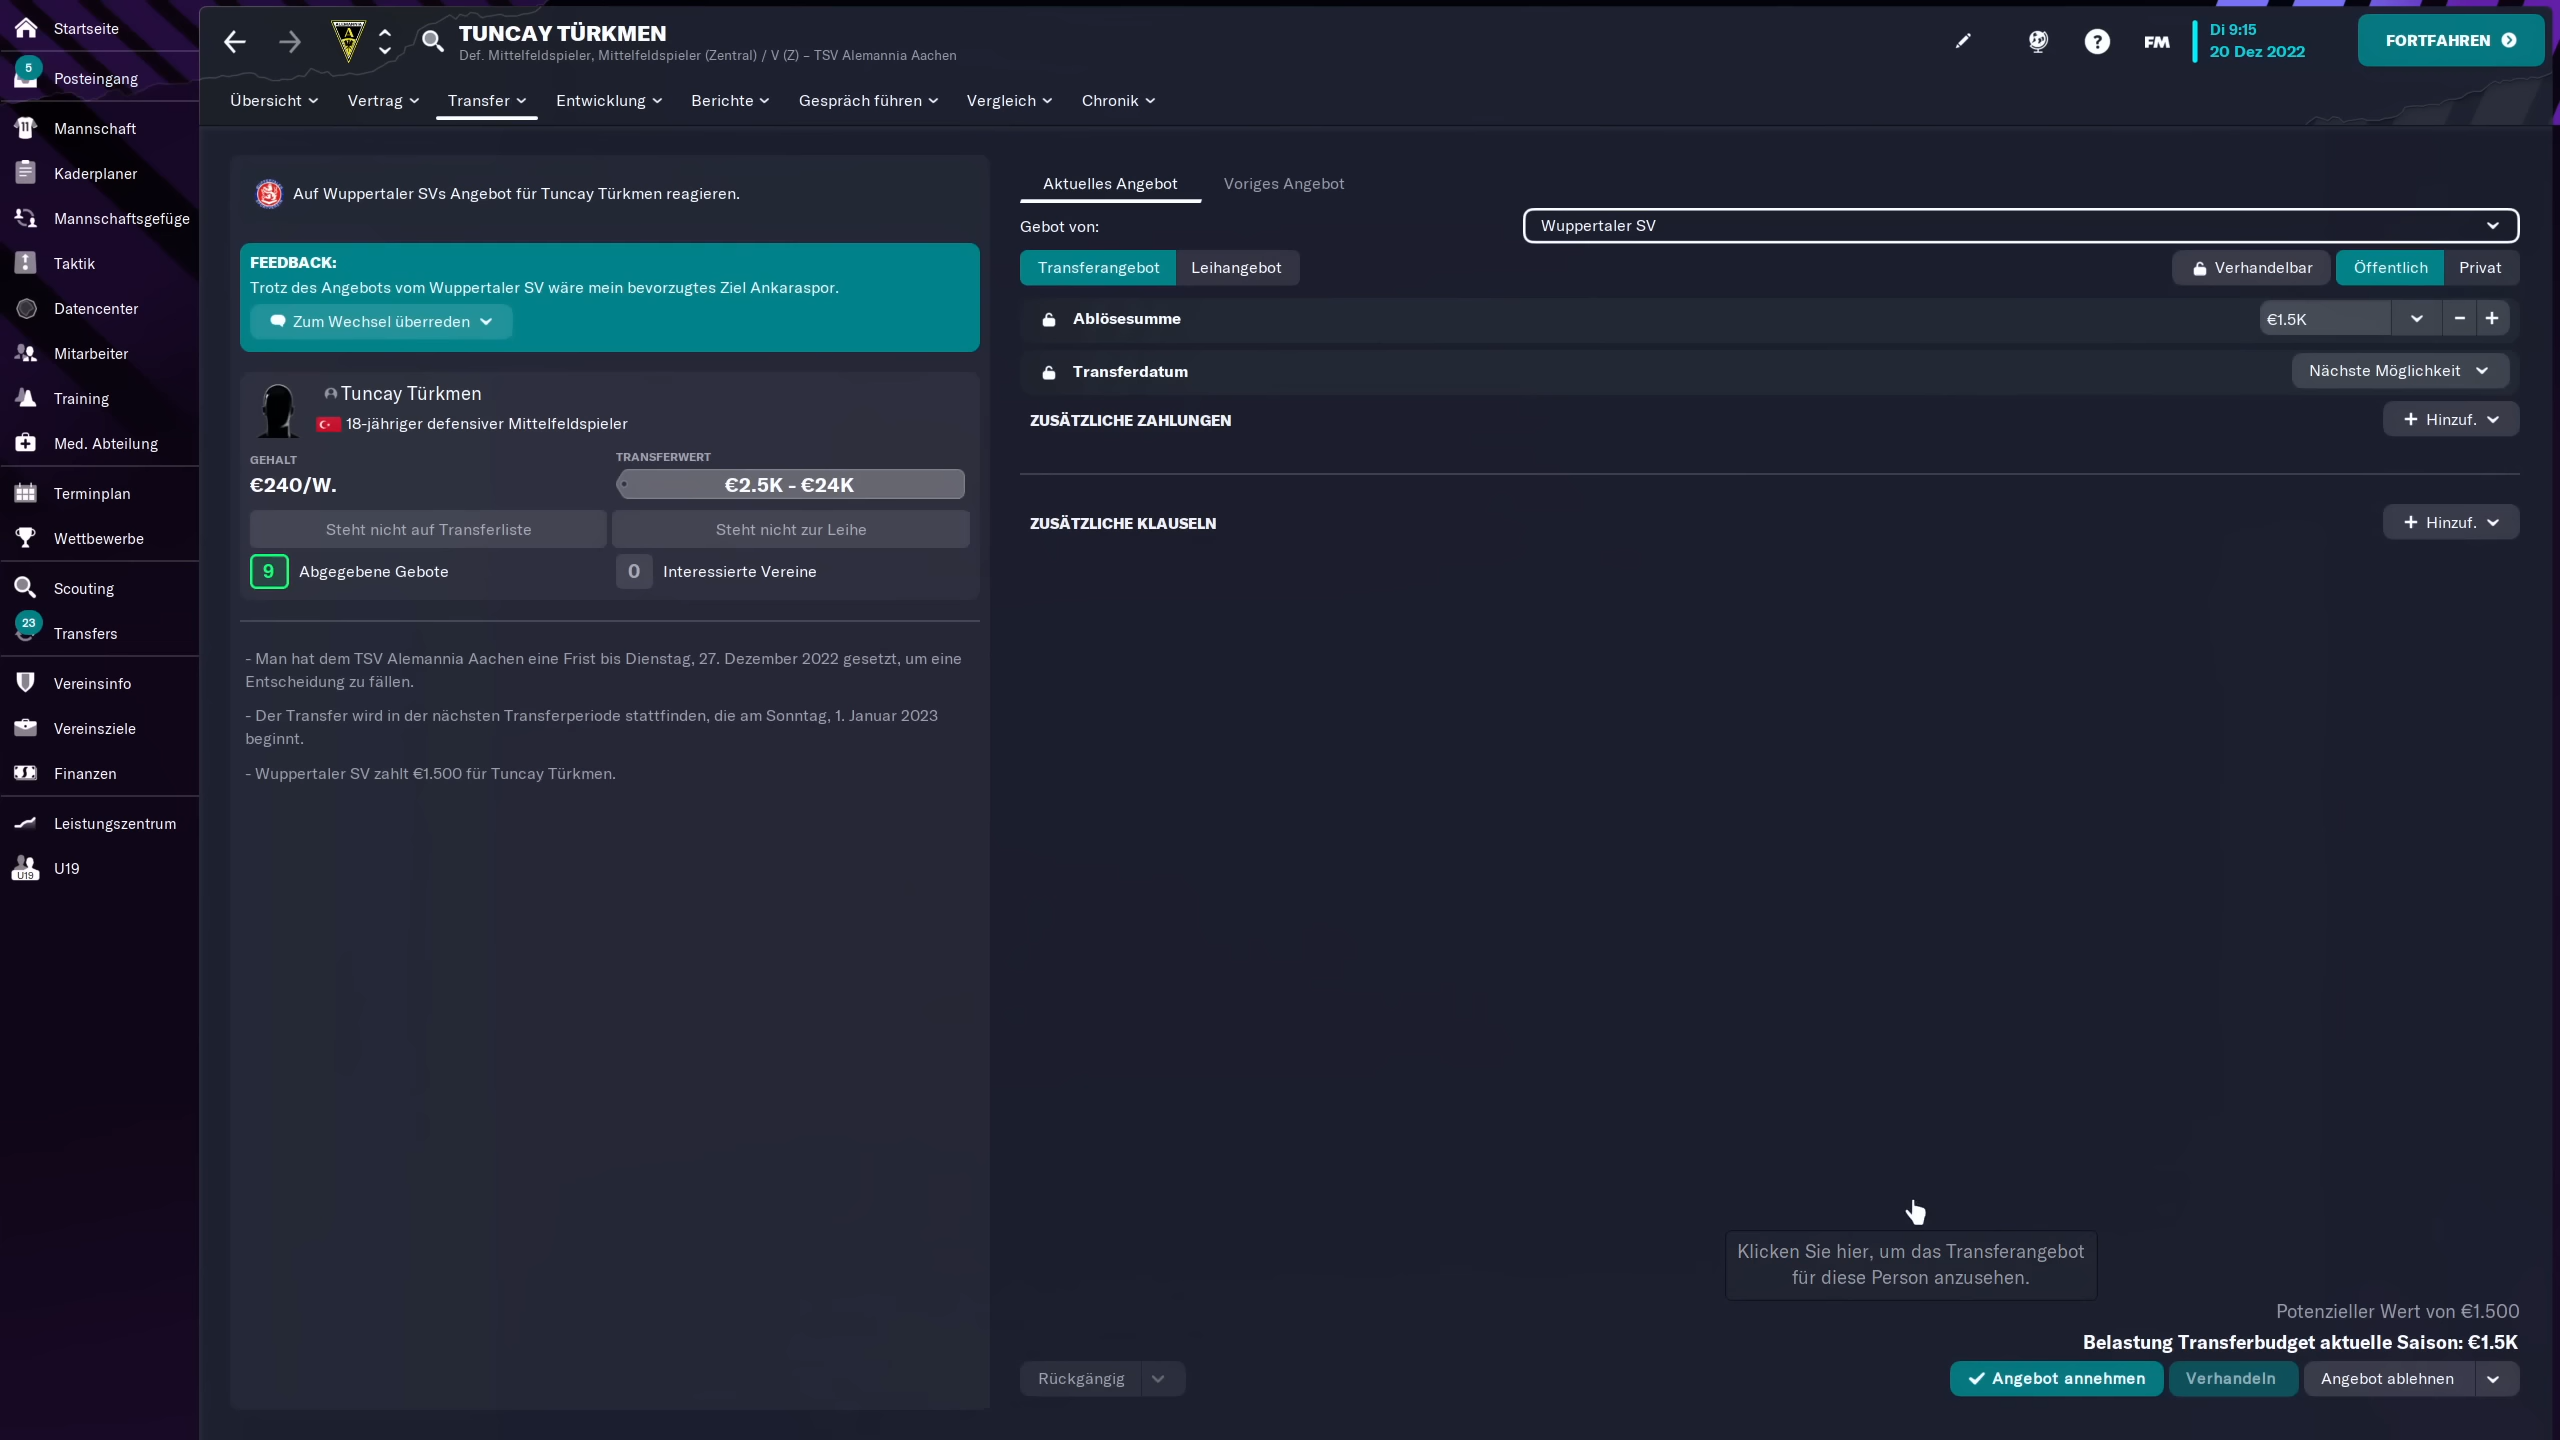 Startseite
5
Posteingang
Mannschaft
Kaderplaner
Mannschaftsgefüge
Taktik
Datencenter
Mitarbeiter
Training
Med. Abteilung
Terminplan
Wettbewerbe
Scouting
23
Transfers
Vereinsinfo
Vereinsziele
Finanzen
Leistungszentrum
U19
U19
TUNCAY TÜRKMEN
Def. Mittelfeldspieler, Mittelfeldspieler (Zentral) / V (Z) – TSV Alemannia Aachen
FM
Di 9:15
20 Dez 2022
FORTFAHREN
Übersicht
Vertrag
Transfer
Entwicklung
Berichte
Gespräch führen
Vergleich
Chronik
Auf Wuppertaler SVs Angebot für Tuncay Türkmen reagieren.
FEEDBACK:
Trotz des Angebots vom Wuppertaler SV wäre mein bevorzugtes Ziel Ankaraspor.
Zum Wechsel überreden
Tuncay Türkmen
18-jähriger defensiver Mittelfeldspieler
GEHALT
€240/W.
TRANSFERWERT
€2.5K - €24K
Steht nicht auf Transferliste
Steht nicht zur Leihe
9 Abgegebene Gebote
0 Interessierte Vereine
- Man hat dem TSV Alemannia Aachen eine Frist bis Dienstag, 27. Dezember 2022 gesetzt, um eine
Entscheidung zu fällen.
- Der Transfer wird in der nächsten Transferperiode stattfinden, die am Sonntag, 1. Januar 2023
beginnt.
- Wuppertaler SV zahlt €1.500 für Tuncay Türkmen.
Aktuelles Angebot
Voriges Angebot
Gebot von:
Wuppertaler SV
Transferangebot
Leihangebot
Verhandelbar
Öffentlich
Privat
Ablösesumme
€1.5K
Transferdatum
Nächste Möglichkeit
ZUSÄTZLICHE ZAHLUNGEN
+ Hinzuf.
ZUSÄTZLICHE KLAUSELN
+ Hinzuf.
Klicken Sie hier, um das Transferangebot
für diese Person anzusehen.
Potenzieller Wert von €1.500
Belastung Transferbudget aktuelle Saison: €1.5K
Rückgängig
Angebot annehmen
Verhandeln
Angebot ablehnen